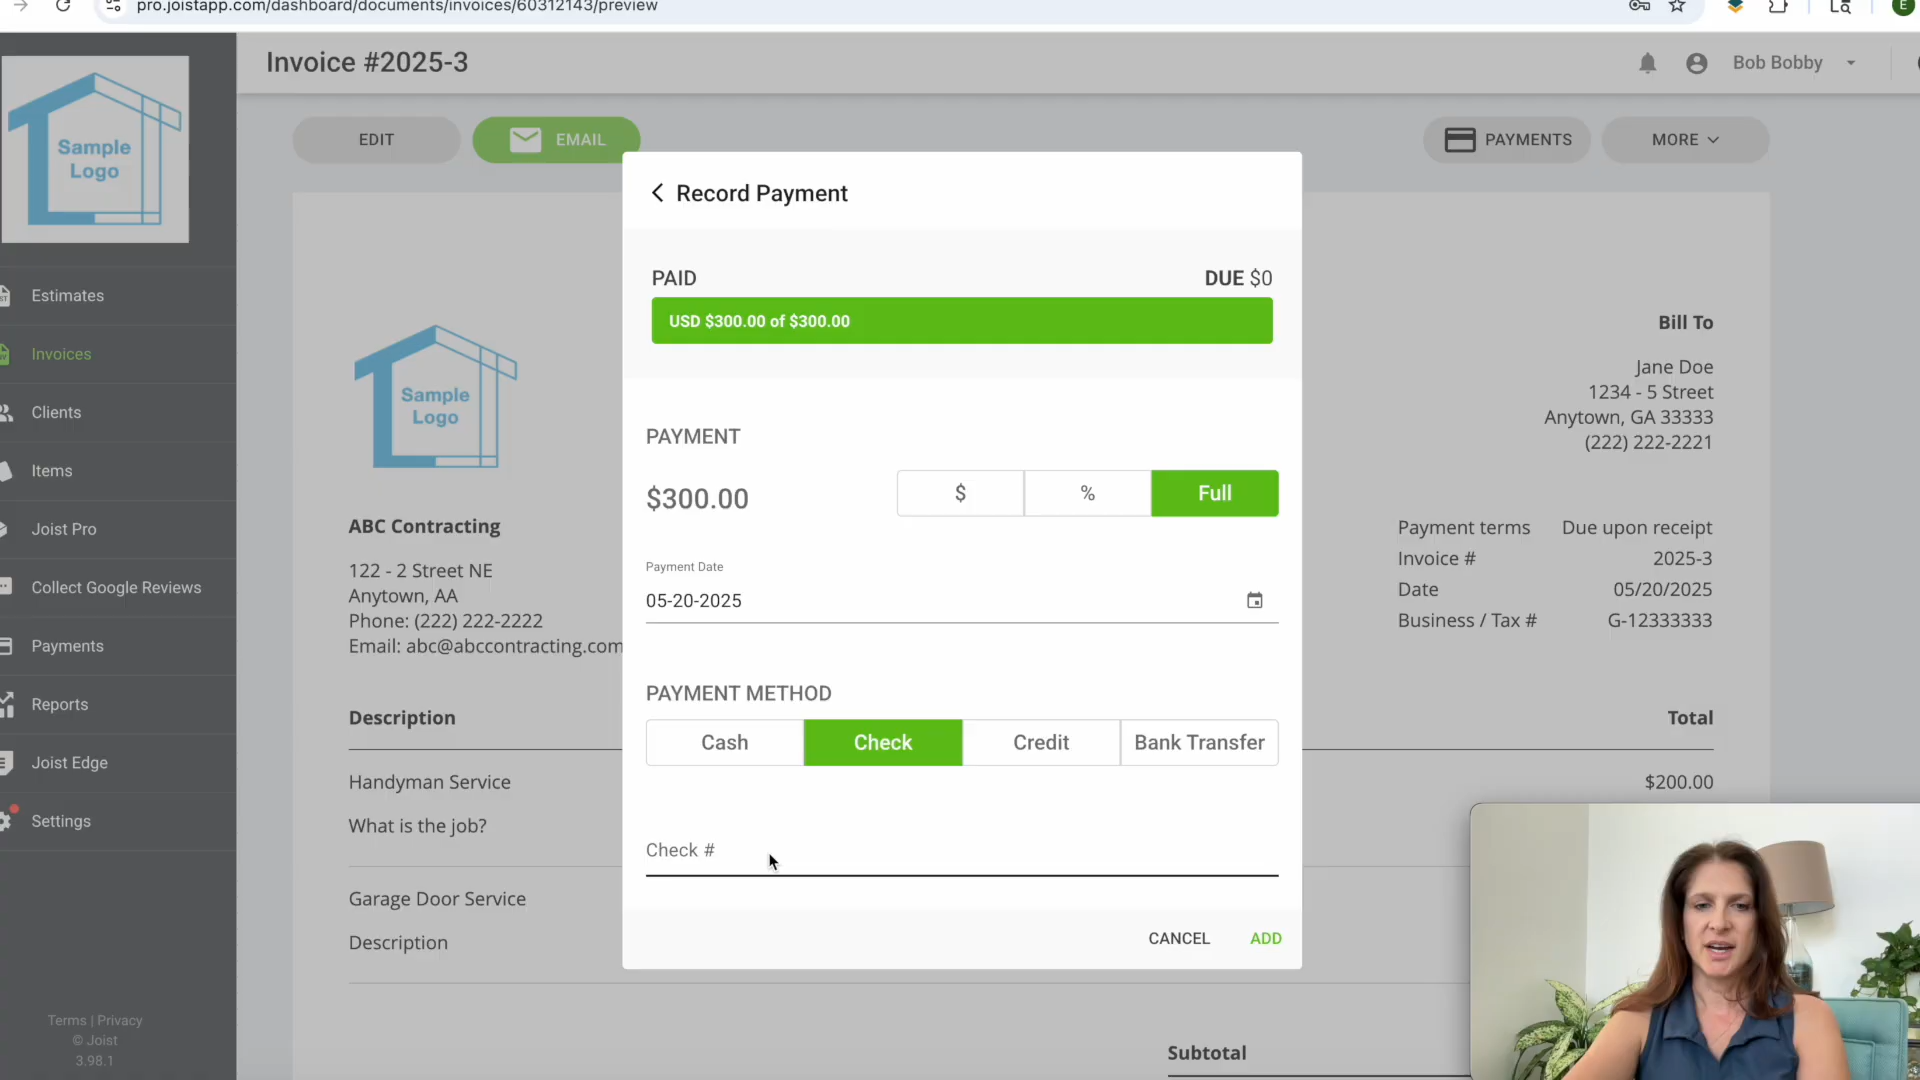 pro.joistapp.com/dashboard/documents/invoices/60312143/preview
E
Sample
Logo
Invoice #2025-3
Bob Bobby
EDIT
EMAIL
PAYMENTS
MORE
Estimates
Invoices
Clients
Items
Joist Pro
Collect Google Reviews
Payments
Reports
Joist Edge
Settings
Terms | Privacy
© Joist
3.98.1
Sample
Logo
ABC Contracting
122 - 2 Street NE
Anytown, AA
Phone: (222) 222-2222
Email: abc@abccontracting.com
Bill To
Jane Doe
1234 - 5 Street
Anytown, GA 33333
(222) 222-2221
Payment terms Due upon receipt
Invoice # 2025-3
Date 05/20/2025
Business / Tax # G-12333333
Description Total
Handyman Service $200.00
What is the job?
Garage Door Service
Description
Subtotal
Record Payment
PAID DUE $0
USD $300.00 of $300.00
PAYMENT
$300.00 $ % Full
Payment Date
05-20-2025
PAYMENT METHOD
Cash Check Credit Bank Transfer
Check #
CANCEL ADD